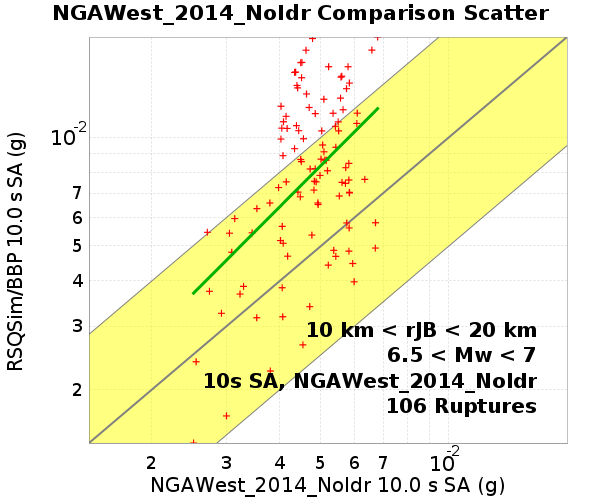 NGAWest_2014_NoIdr Comparison Scatter
RSQSim/BBP 10.0 s SA (g)
10-2
7
6
5
4
3
2
10 km < rJB < 20 km
6.5 < Mw < 7
10s SA, NGAWest_2014_NoIdr
106 Ruptures
2 3 4 5 6 7 10-2
NGAWest_2014_NoIdr 10.0 s SA (g)